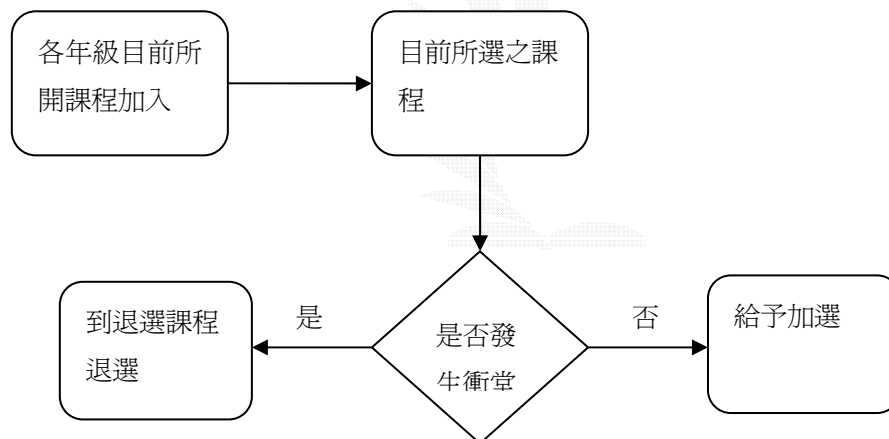 各年級目前所
開課程加入
目前所選之課
程
是否發
生衝堂
是
到退選課程
退選
否
給予加選